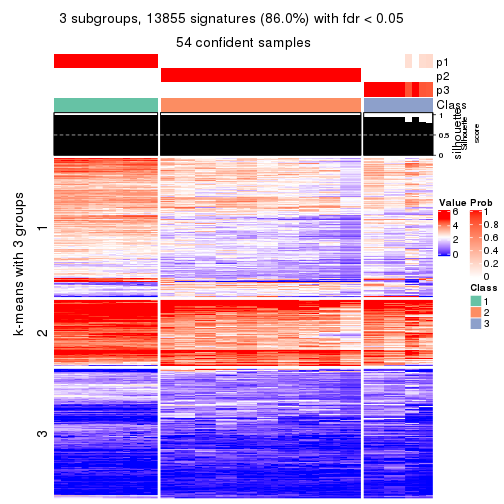 3 subgroups, 13855 signatures (86.0%) with fdr < 0.05
54 confident samples
p1
p2
p3
Class
1
0.5
0
silhouette
Silhouette
score
k-means with 3 groups
1
2
3
Value
6
4
2
0
Prob
1
0.8
0.6
0.4
0.2
0
Class
1
2
3